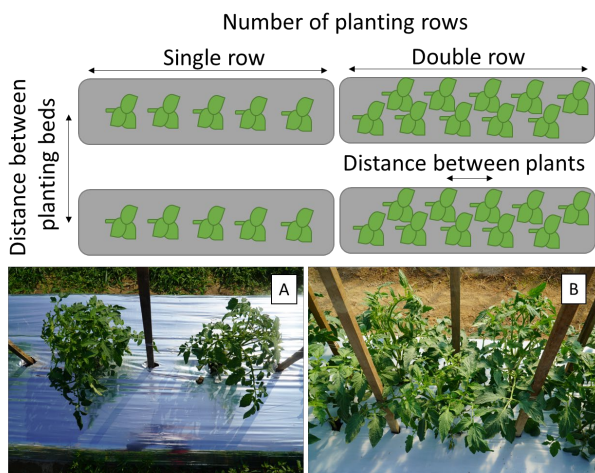 Number of planting rows
Single row
Double row
Distance between
planting beds
Distance between plants
A
B